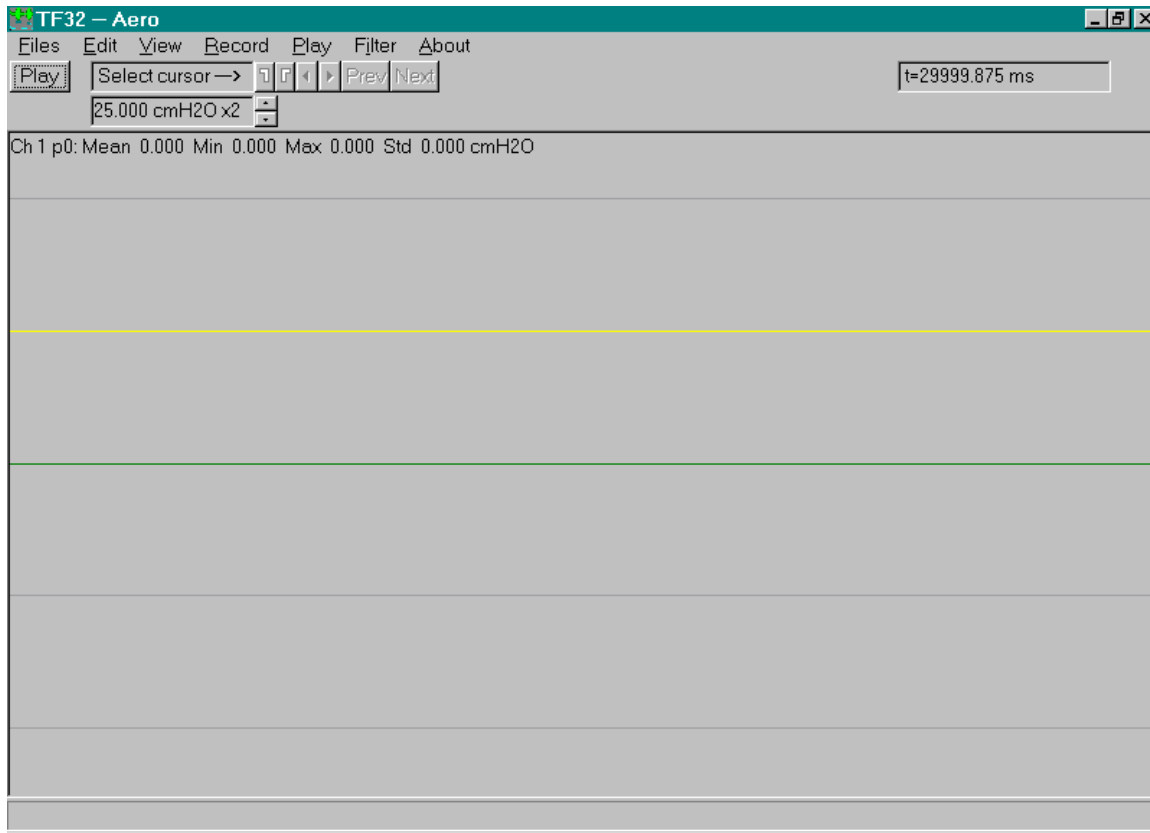 TF32 — Aero
Files Edit View Record Play Filter About
Play Select cursor —> Prev Next t=29999.875 ms
25.000 cmH2O x2
Ch 1 p0: Mean 0.000 Min 0.000 Max 0.000 Std 0.000 cmH2O